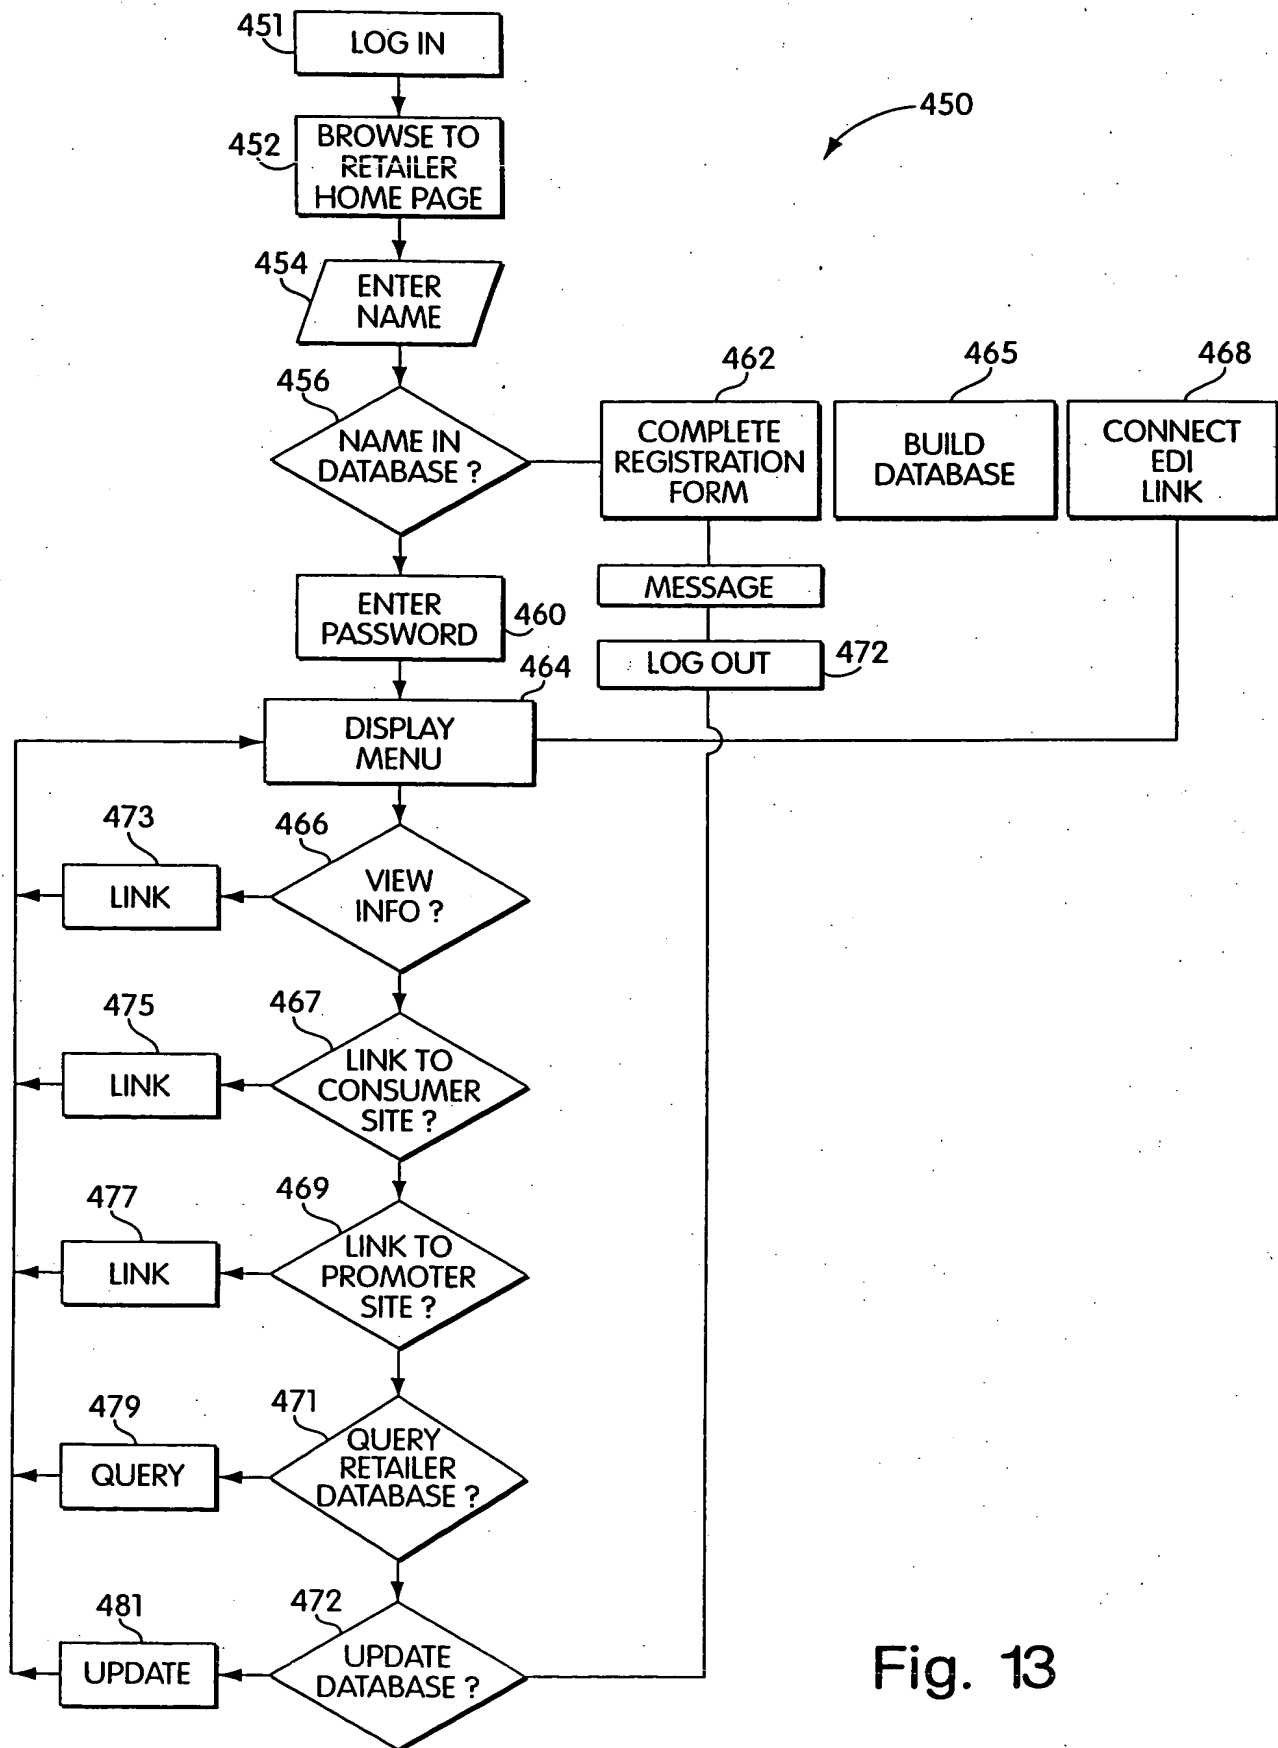 451
LOG IN
450
452
BROWSE TO
RETAILER
HOME PAGE
454
ENTER
NAME
456
NAME IN
DATABASE ?
462
COMPLETE
REGISTRATION
FORM
465
BUILD
DATABASE
468
CONNECT
EDI
LINK
MESSAGE
ENTER
PASSWORD
460
LOG OUT
472
464
DISPLAY
MENU
473
LINK
466
VIEW
INFO ?
475
LINK
467
LINK TO
CONSUMER
SITE ?
477
LINK
469
LINK TO
PROMOTER
SITE ?
479
QUERY
471
QUERY
RETAILER
DATABASE ?
481
UPDATE
472
UPDATE
DATABASE ?
Fig. 13